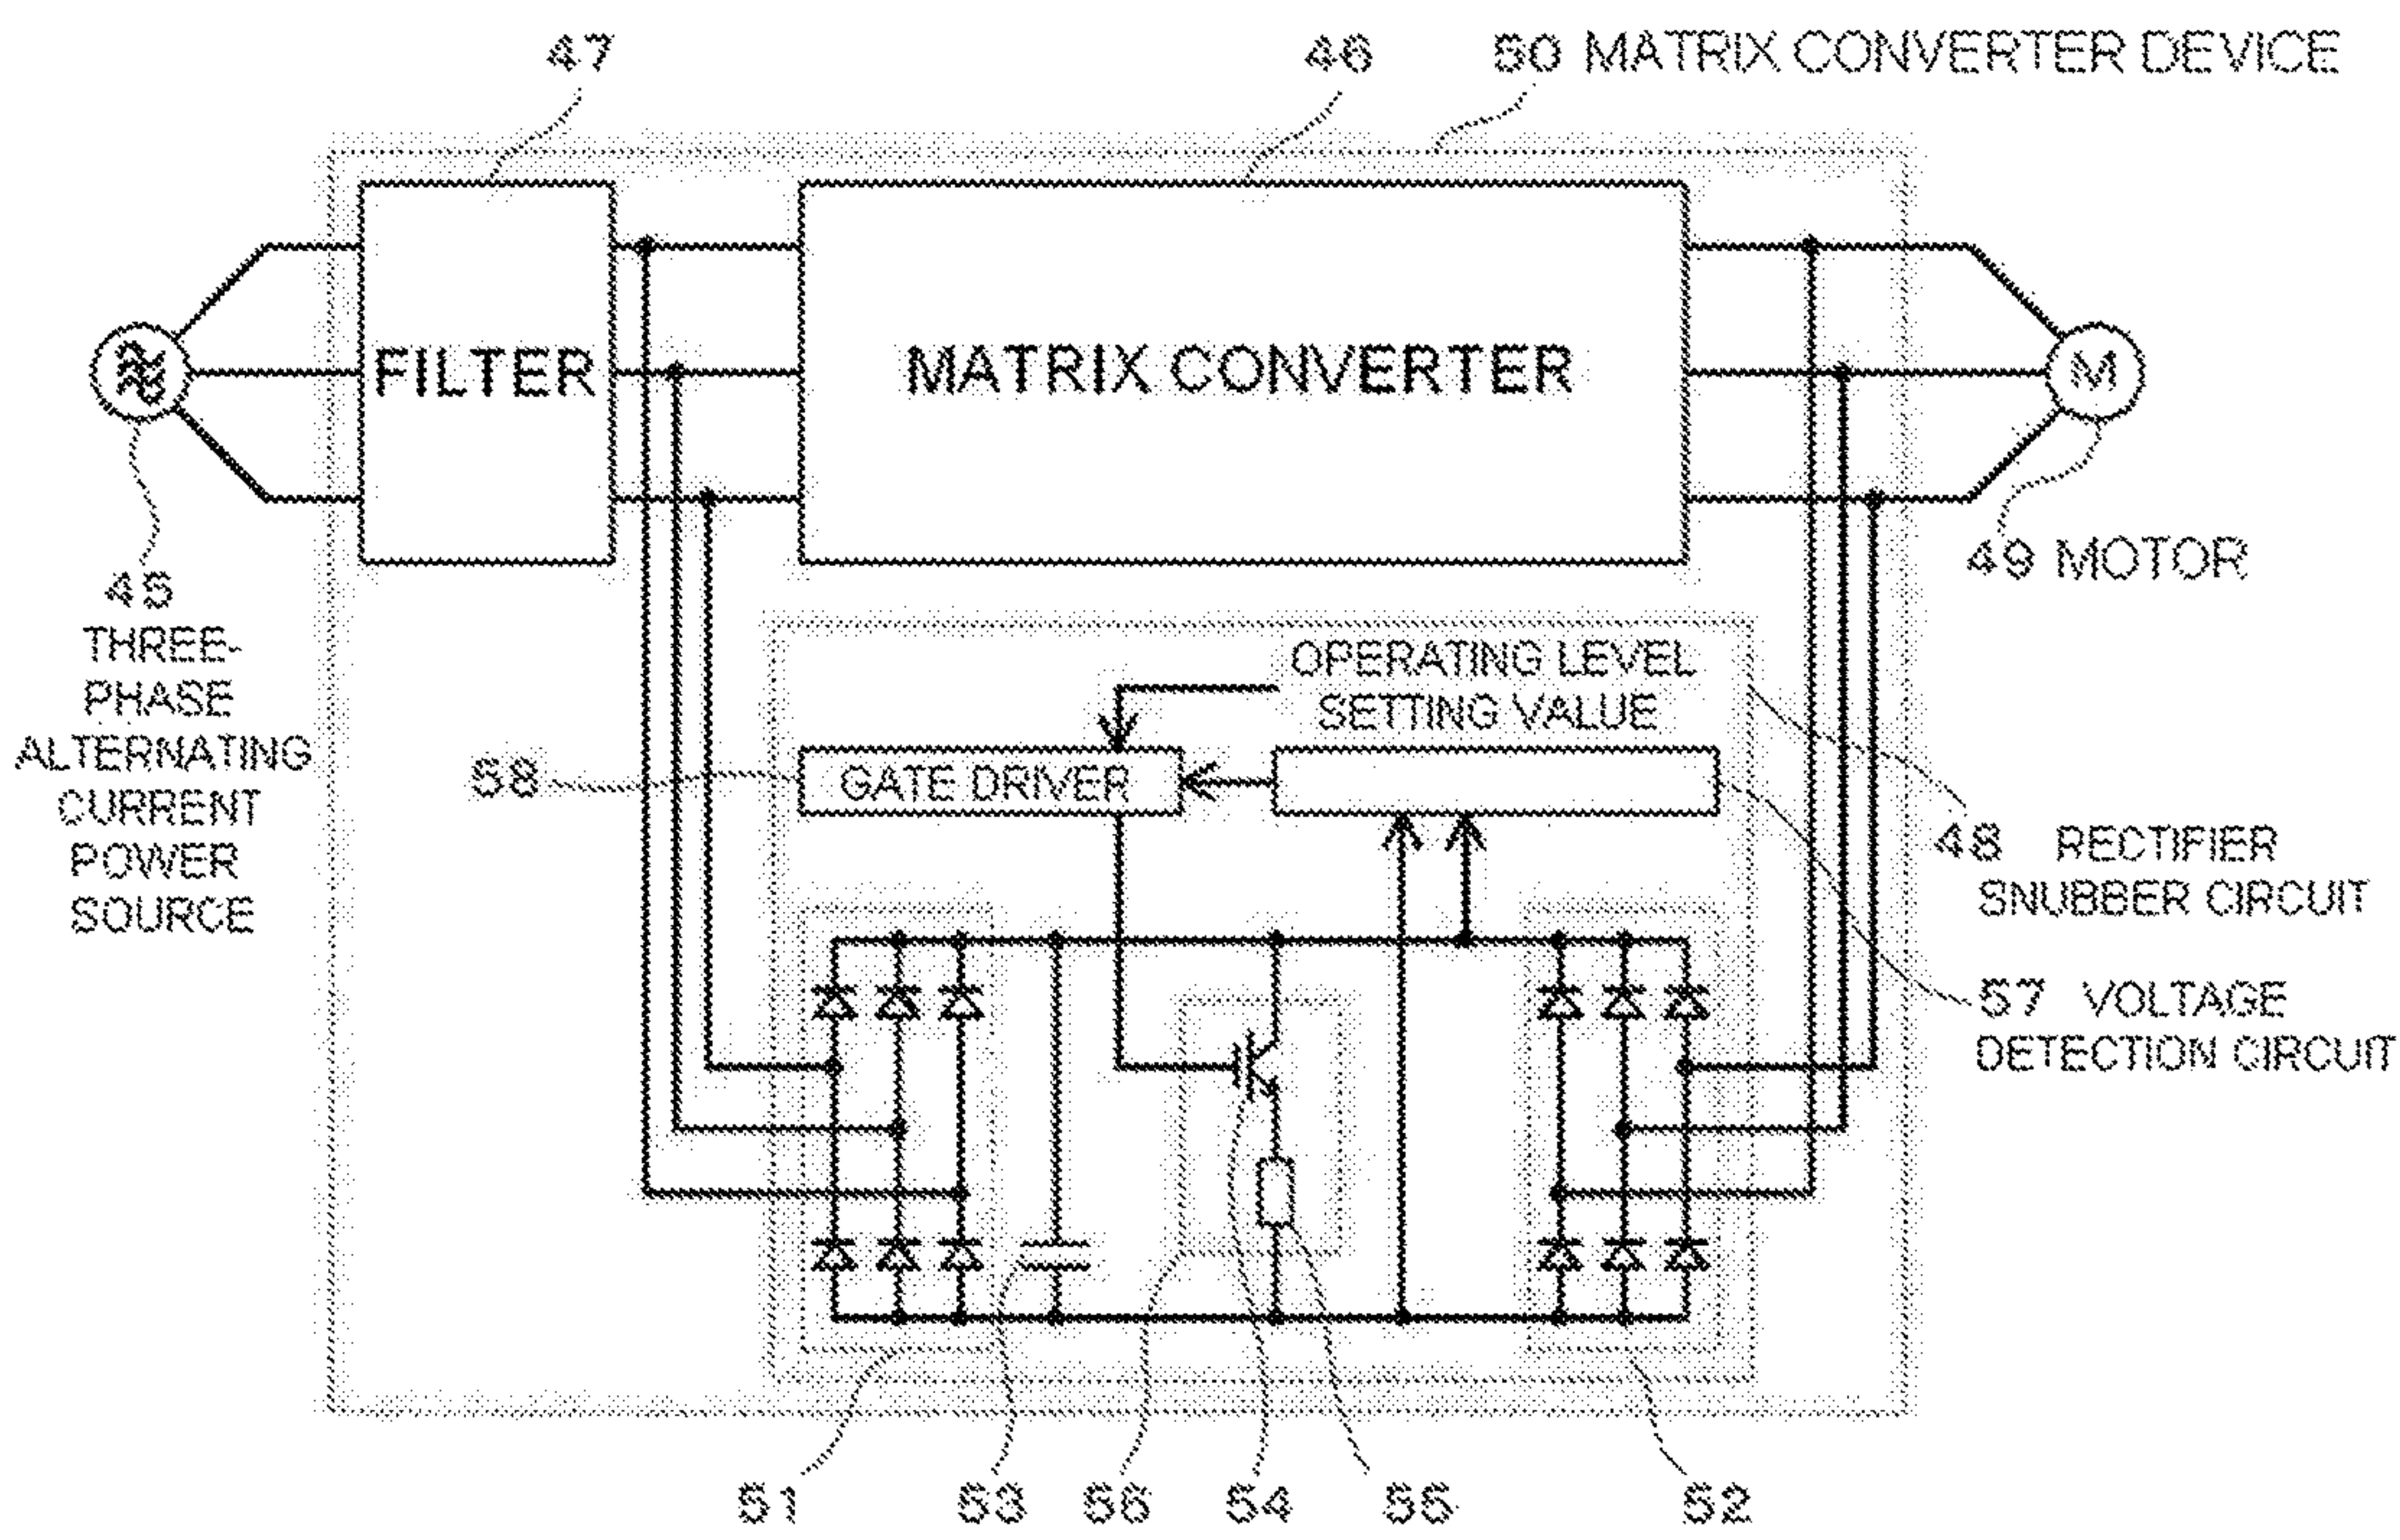 47
46
50 MATRIX CONVERTER DEVICE
FILTER
MATRIX CONVERTER
M
49 MOTOR
45
THREE-
PHASE
ALTERNATING
CURRENT
POWER
SOURCE
OPERATING LEVEL
SETTING VALUE
58
GATE DRIVER
48 RECTIFIER
SNUBBER CIRCUIT
57 VOLTAGE
DETECTION CIRCUIT
51
53
56
54
55
52